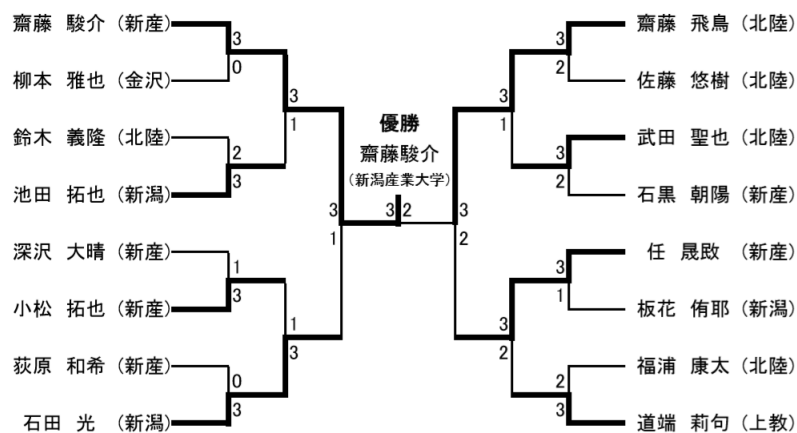 齋藤 駿介 (新産)
3
0
柳本 雅也 (金沢)
3
1
鈴木 義隆 (北陸)
2
3
池田 拓也 (新潟)
3
1
深沢 大晴 (新産)
1
3
小松 拓也 (新産)
1
3
荻原 和希 (新産)
0
3
石田 光 (新潟)
優勝
齋藤駿介
(新潟産業大学)
3 2
齋藤 飛鳥 (北陸)
3
2
佐藤 悠樹 (北陸)
3
1
武田 聖也 (北陸)
3
2
石黒 朝陽 (新産)
3
2
任 晟敃 (新産)
3
1
板花 侑耶 (新潟)
3
2
福浦 康太 (北陸)
2
3
道端 莉句 (上教)